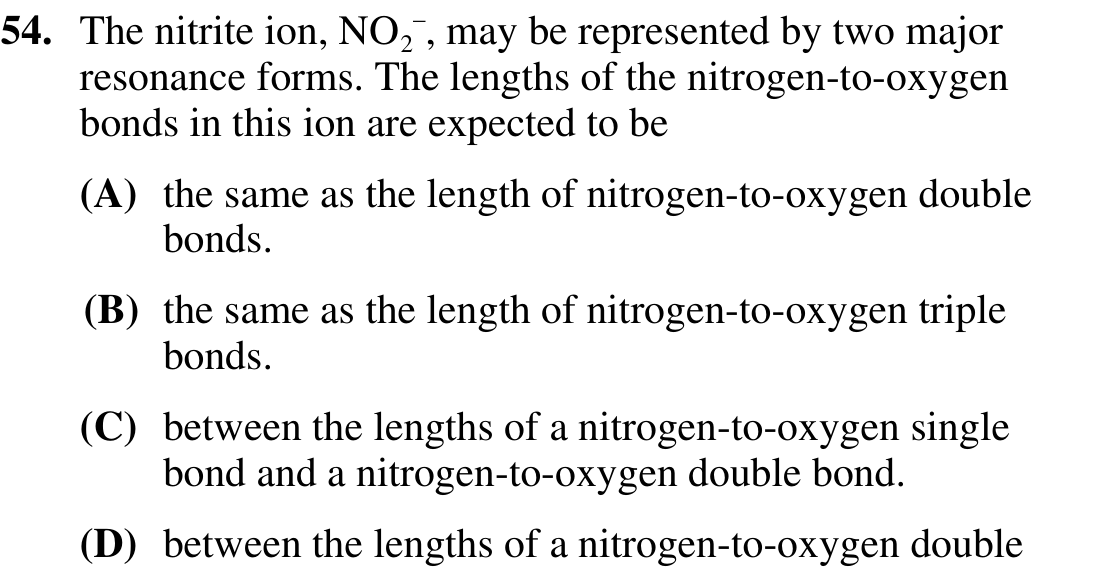 54. The nitrite ion, NO₂⁻, may be represented by two major
resonance forms. The lengths of the nitrogen-to-oxygen
bonds in this ion are expected to be
(A) the same as the length of nitrogen-to-oxygen double
bonds.
(B) the same as the length of nitrogen-to-oxygen triple
bonds.
(C) between the lengths of a nitrogen-to-oxygen single
bond and a nitrogen-to-oxygen double bond.
(D) between the lengths of a nitrogen-to-oxygen double